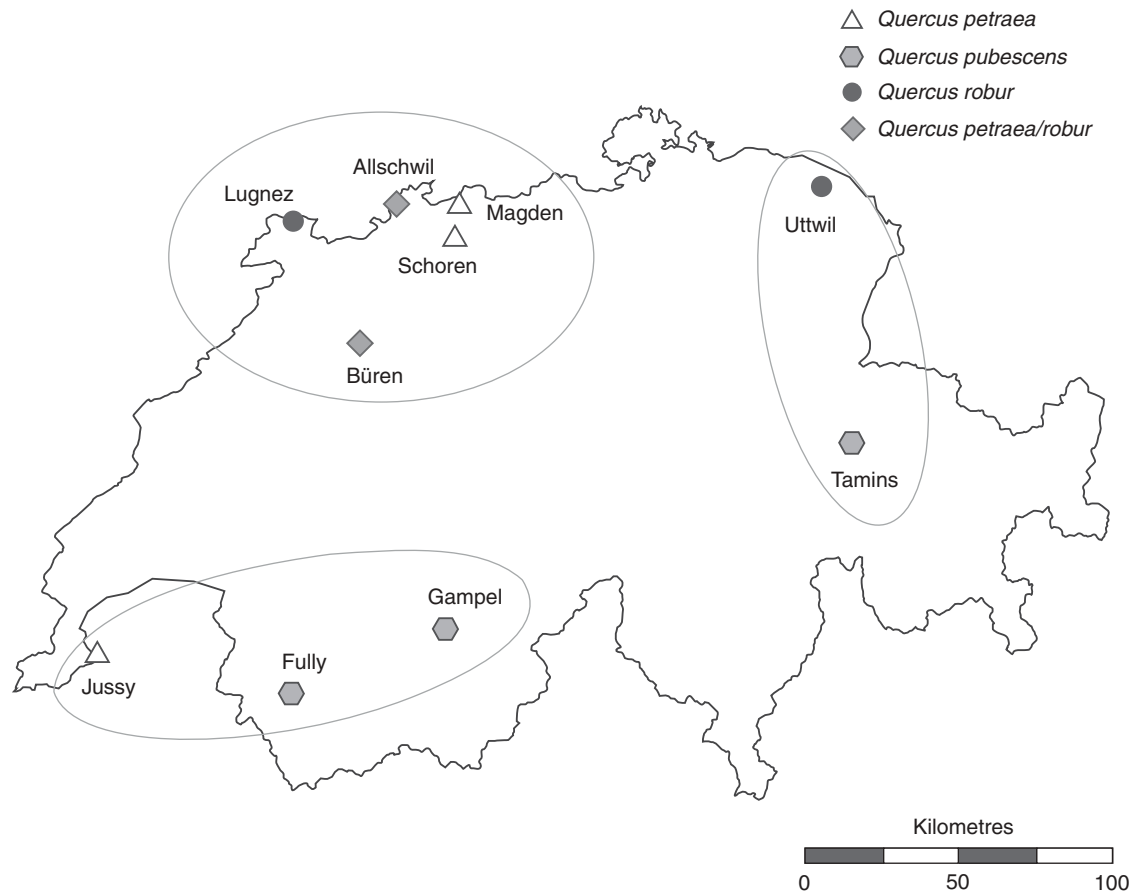 Quercus petraea
Quercus pubescens
Quercus robur
Quercus petraea/robur
Allschwil
Lugnez
Magden
Uttwil
Schoren
Büren
Tamins
Gampel
Fully
Jussy
Kilometres
0 50 100